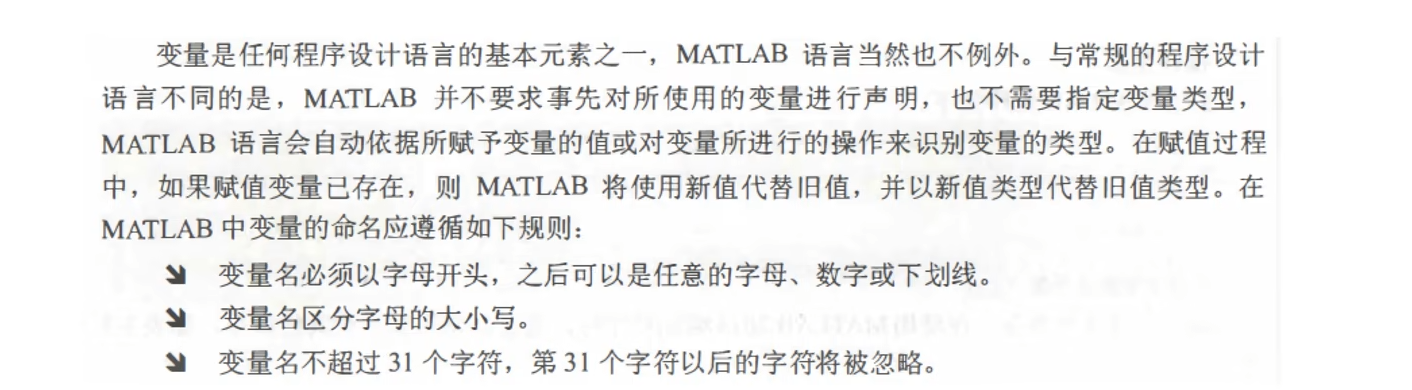 变量是任何程序设计语言的基本元素之一，MATLAB 语言当然也不例外。与常规的程序设计
语言不同的是，MATLAB 并不要求事先对所使用的变量进行声明，也不需要指定变量类型，
MATLAB 语言会自动依据所赋予变量的值或对变量所进行的操作来识别变量的类型。在赋值过程
中，如果赋值变量已存在，则 MATLAB 将使用新值代替旧值，并以新值类型代替旧值类型。在
MATLAB 中变量的命名应遵循如下规则：
变量名必须以字母开头，之后可以是任意的字母、数字或下划线。
变量名区分字母的大小写。
变量名不超过 31 个字符，第 31 个字符以后的字符将被忽略。